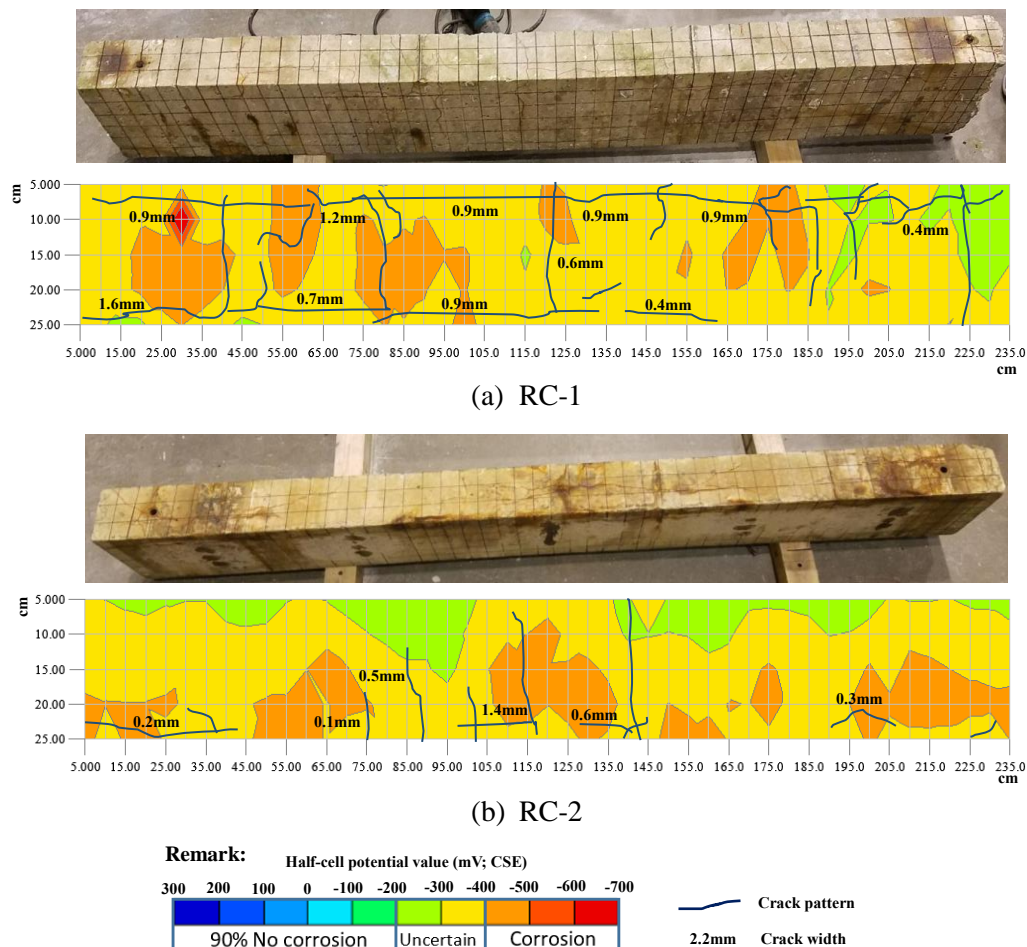 cm
5.000
10.00
15.00
20.00
25.00
0.9mm
1.2mm
0.9mm
0.9mm
0.9mm
0.4mm
0.6mm
1.6mm
0.7mm
0.9mm
0.4mm
5.000 15.00 25.00 35.00 45.00 55.00 65.00 75.00 85.00 95.00 105.0 115.0 125.0 135.0 145.0 155.0 165.0 175.0 185.0 195.0 205.0 215.0 225.0 235.0
cm
(a) RC-1
cm
5.000
10.00
15.00
20.00
25.00
0.5mm
0.2mm
0.1mm
1.4mm
0.6mm
0.3mm
5.000 15.00 25.00 35.00 45.00 55.00 65.00 75.00 85.00 95.00 105.0 115.0 125.0 135.0 145.0 155.0 165.0 175.0 185.0 195.0 205.0 215.0 225.0 235.0
cm
(b) RC-2
Remark:
Half-cell potential value (mV; CSE)
300 200 100 0 -100 -200 -300 -400 -500 -600 -700
90% No corrosion Uncertain Corrosion
Crack pattern
2.2mm Crack width